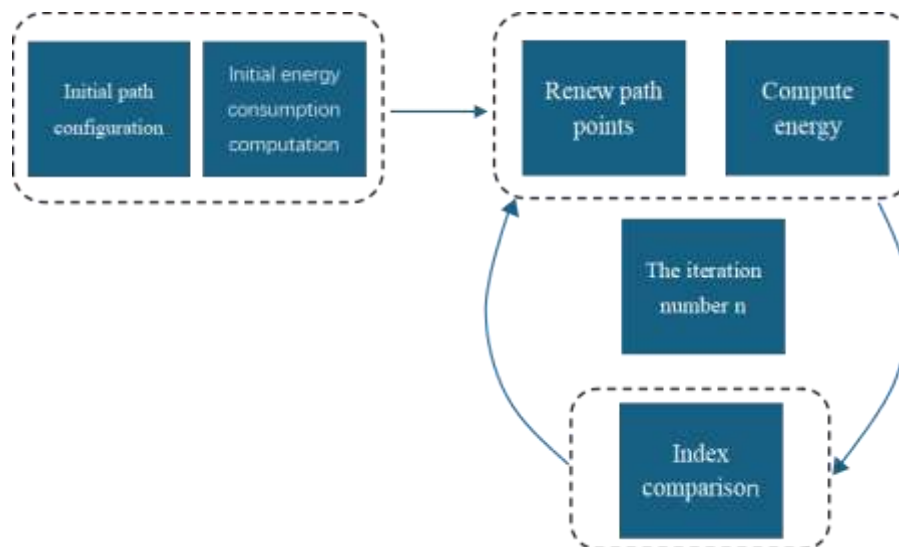 Initial path
configuration
Initial energy
consumption
computation
Renew path
points
Compute
energy
The iteration
number n
Index
comparison